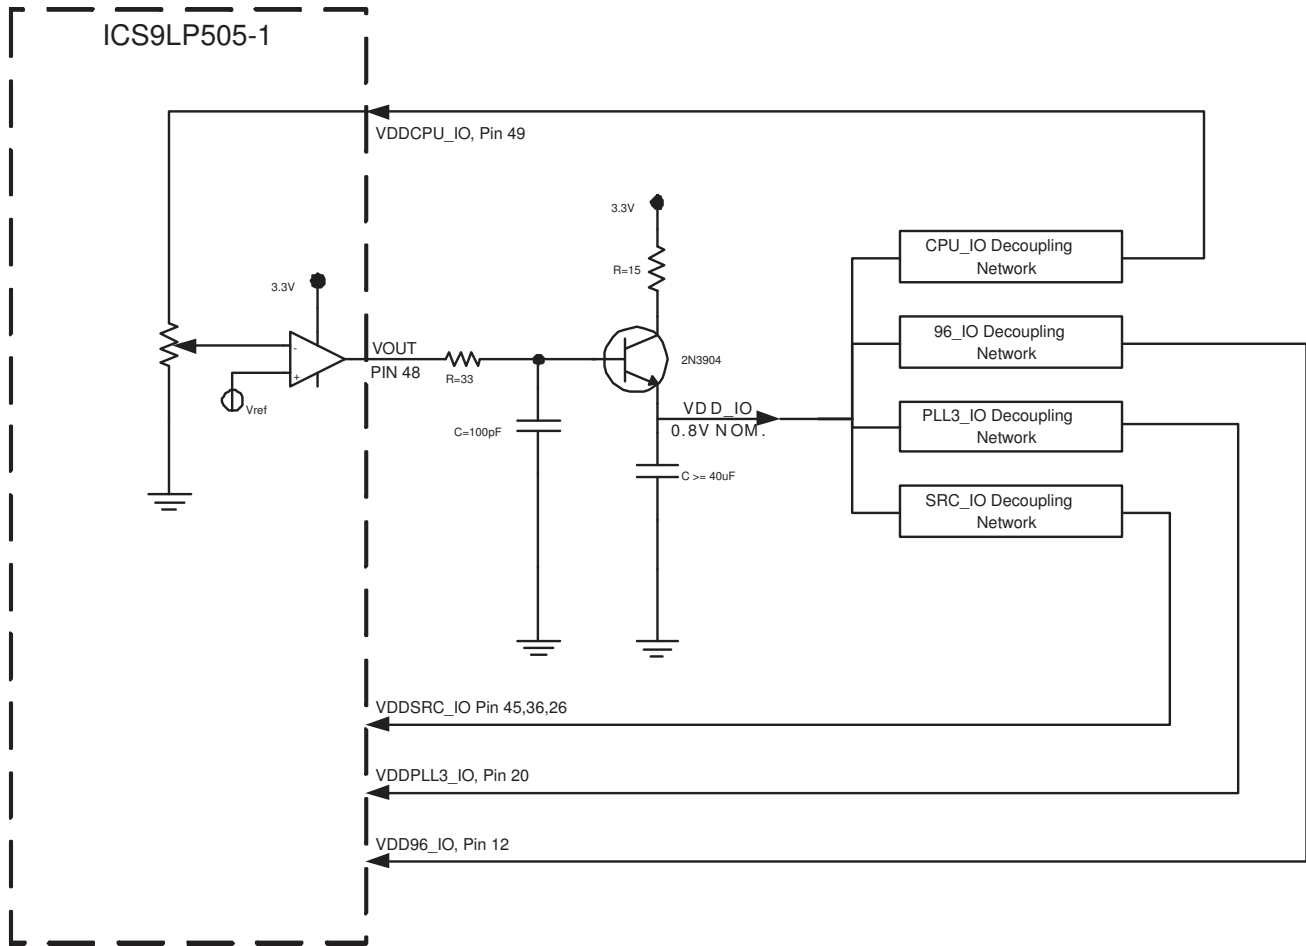 ICS9LP505-1
VDDCPU_IO, Pin 49
3.3V
R=15
CPU_IO Decoupling
Network
3.3V
96_IO Decoupling
Network
-
+
VOUT
PIN 48
R=33
2N3904
Vref
VDD_IO
0.8V NOM.
PLL3_IO Decoupling
Network
C=100pF
C >= 40uF
SRC_IO Decoupling
Network
VDDSRC_IO Pin 45,36,26
VDDPLL3_IO, Pin 20
VDD96_IO, Pin 12